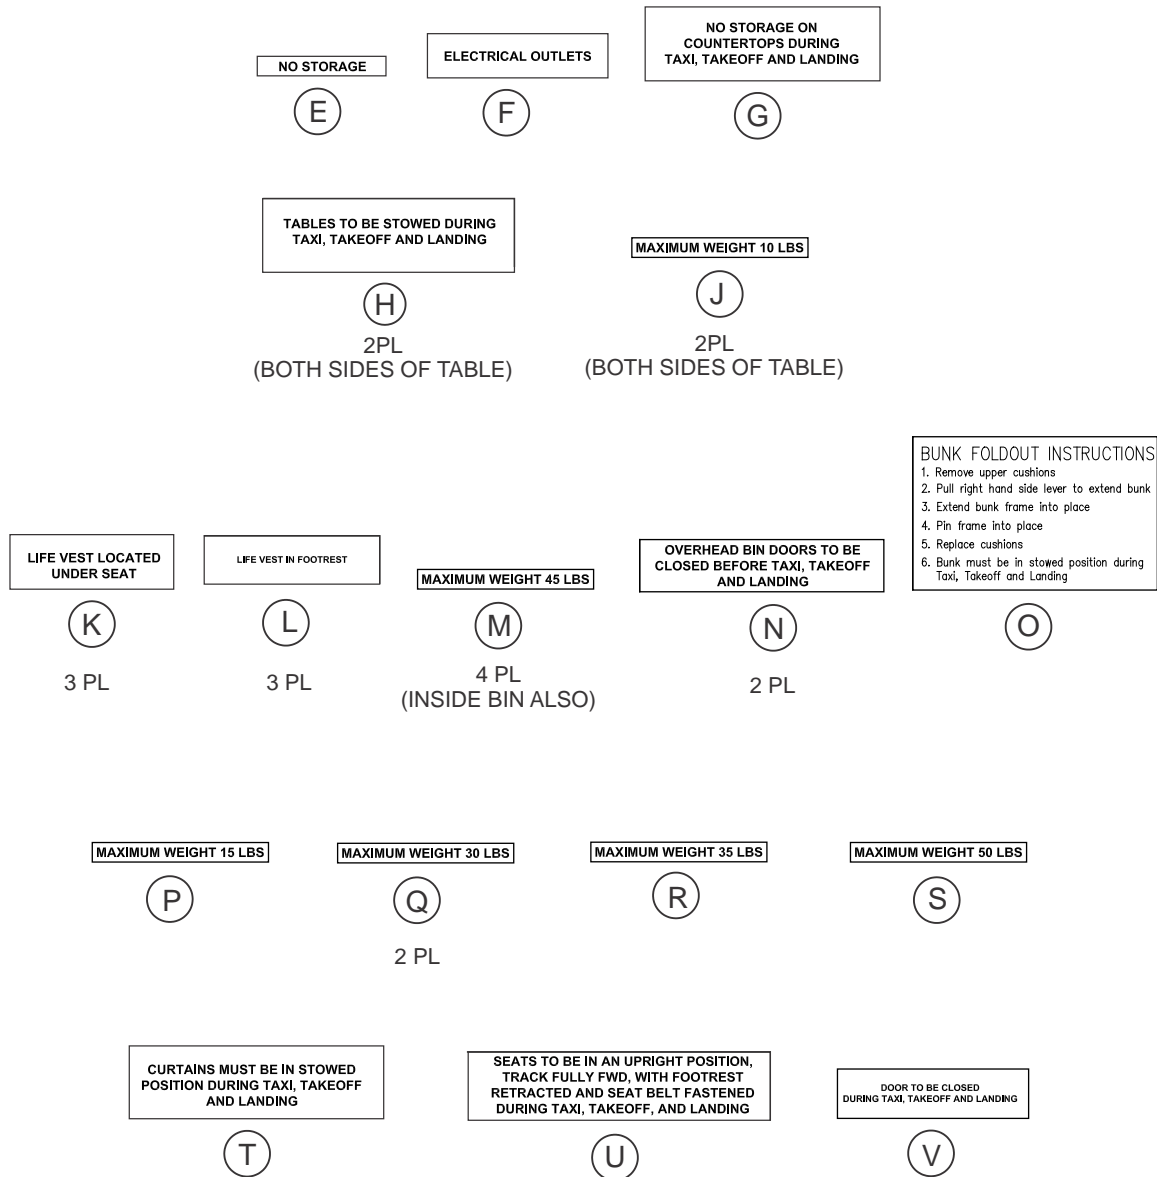 NO STORAGE
E
ELECTRICAL OUTLETS
F
NO STORAGE ON
COUNTERTOPS DURING
TAXI, TAKEOFF AND LANDING
G
TABLES TO BE STOWED DURING
TAXI, TAKEOFF AND LANDING
H
2PL
(BOTH SIDES OF TABLE)
MAXIMUM WEIGHT 10 LBS
J
2PL
(BOTH SIDES OF TABLE)
LIFE VEST LOCATED
UNDER SEAT
K
3 PL
LIFE VEST IN FOOTREST
L
3 PL
MAXIMUM WEIGHT 45 LBS
M
4 PL
(INSIDE BIN ALSO)
OVERHEAD BIN DOORS TO BE
CLOSED BEFORE TAXI, TAKEOFF
AND LANDING
N
2 PL
BUNK FOLDOUT INSTRUCTIONS
1. Remove upper cushions
2. Pull right hand side lever to extend bunk
3. Extend bunk frame into place
4. Pin frame into place
5. Replace cushions
6. Bunk must be in stowed position during
Taxi, Takeoff and Landing
O
MAXIMUM WEIGHT 15 LBS
P
MAXIMUM WEIGHT 30 LBS
Q
2 PL
MAXIMUM WEIGHT 35 LBS
R
MAXIMUM WEIGHT 50 LBS
S
CURTAINS MUST BE IN STOWED
POSITION DURING TAXI, TAKEOFF
AND LANDING
T
SEATS TO BE IN AN UPRIGHT POSITION,
TRACK FULLY FWD, WITH FOOTREST
RETRACTED AND SEAT BELT FASTENED
DURING TAXI, TAKEOFF, AND LANDING
U
DOOR TO BE CLOSED
DURING TAXI, TAKEOFF AND LANDING
V